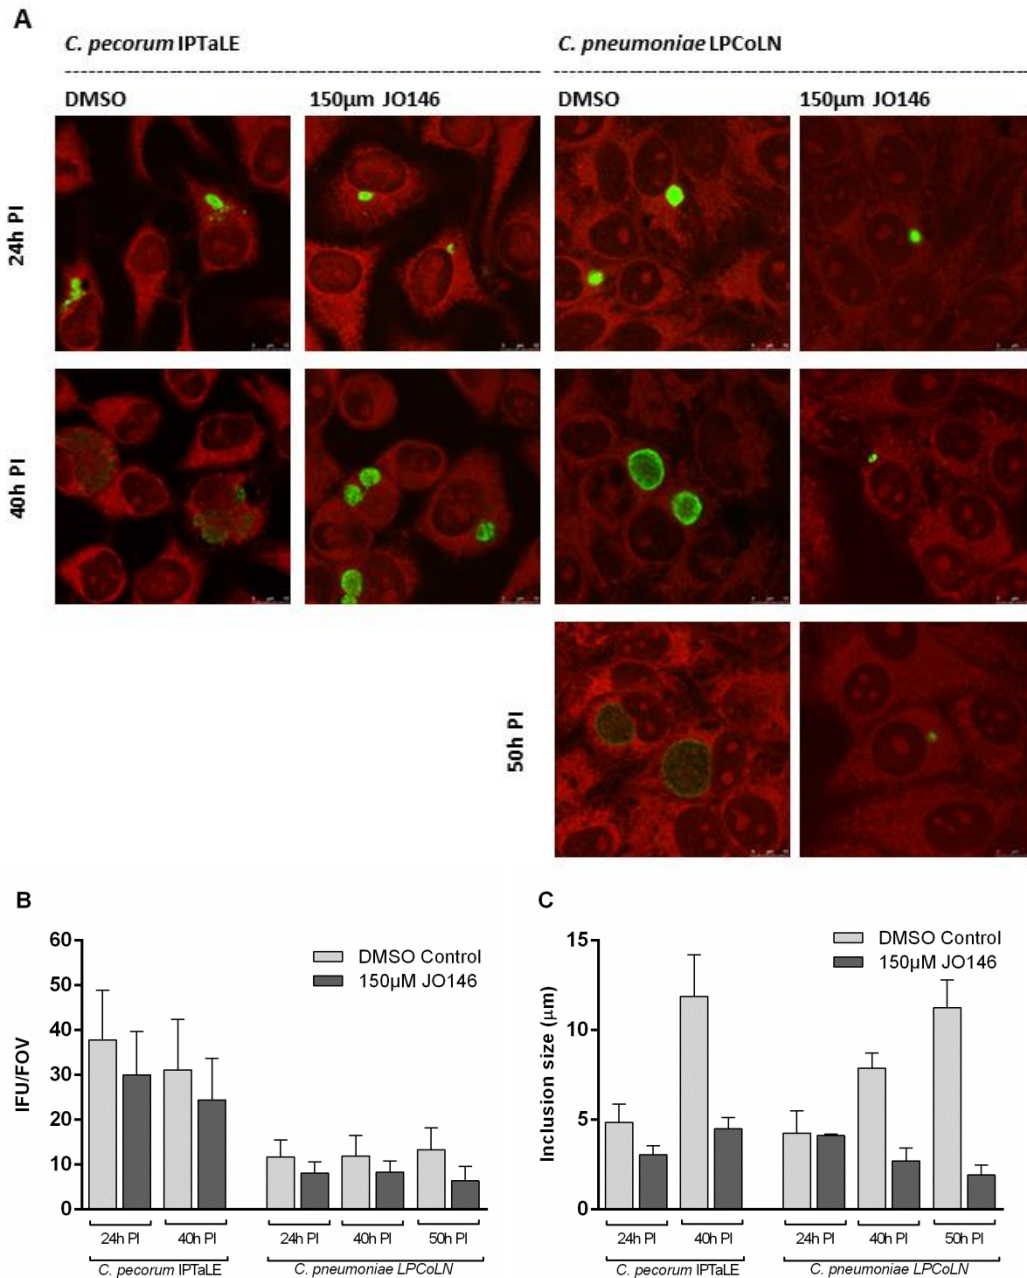 A
C. pecorum IPTaLE
C. pneumoniae LPCoLN
DMSO
150µm JO146
DMSO
150µm JO146
24h PI
40h PI
50h PI
B
60
50
40
30
20
10
0
IFU/FOV
DMSO Control
150µM JO146
24h PI
40h PI
24h PI
40h PI
50h PI
C. pecorum IPTaLE
C. pneumoniae LPCoLN
C
15
10
5
0
Inclusion size (µm)
DMSO Control
150µM JO146
24h PI
40h PI
24h PI
40h PI
50h PI
C. pecorum IPTaLE
C. pneumoniae LPCoLN